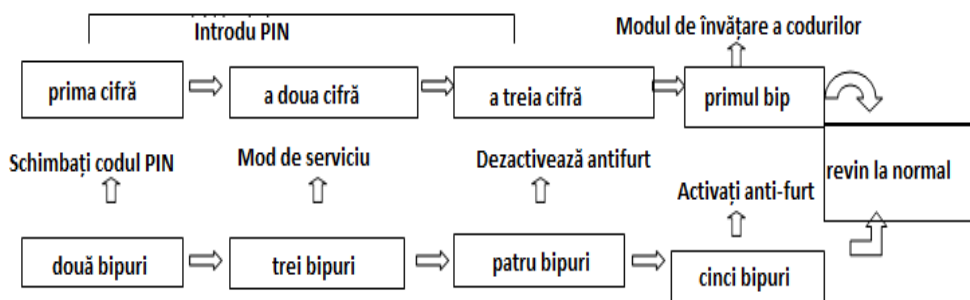 Introdu PIN
Modul de învățare a codurilor
prima cifră
a doua cifră
a treia cifră
primul bip
Schimbați codul PIN
Mod de serviciu
Dezactivează antifurt
revin la normal
Activați anti-furt
două bipuri
trei bipuri
patru bipuri
cinci bipuri